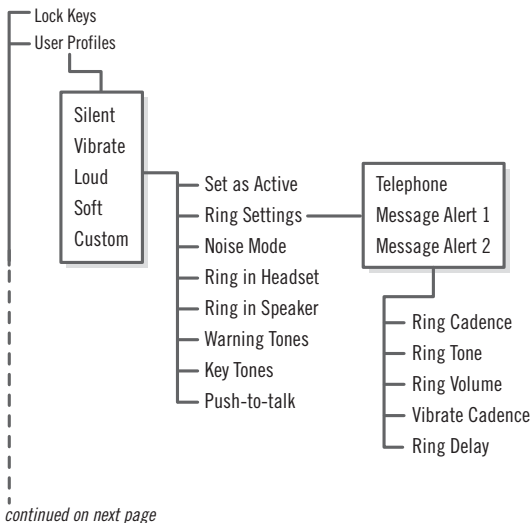 Lock Keys
User Profiles
Silent
Vibrate
Loud
Soft
Custom
Set as Active
Ring Settings
Noise Mode
Ring in Headset
Ring in Speaker
Warning Tones
Key Tones
Push-to-talk
Telephone
Message Alert 1
Message Alert 2
Ring Cadence
Ring Tone
Ring Volume
Vibrate Cadence
Ring Delay
continued on next page